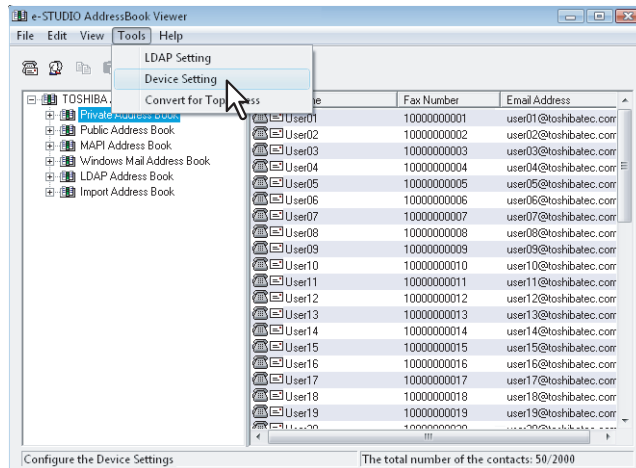 e-STUDIO AddressBook Viewer
File Edit View Tools Help
LDAP Setting
Device Setting
Convert for Top
TOSHIBA
Private Address Book
Public Address Book
MAPI Address Book
Windows Mail Address Book
LDAP Address Book
Import Address Book
Fax Number Email Address
User01 10000000001 user01@toshibatec.com
User02 10000000002 user02@toshibatec.com
User03 10000000003 user03@toshibatec.com
User04 10000000004 user04@toshibatec.com
User05 10000000005 user05@toshibatec.com
User06 10000000006 user06@toshibatec.com
User07 10000000007 user07@toshibatec.com
User08 10000000008 user08@toshibatec.com
User09 10000000009 user09@toshibatec.com
User10 10000000010 user10@toshibatec.com
User11 10000000011 user11@toshibatec.com
User12 10000000012 user12@toshibatec.com
User13 10000000013 user13@toshibatec.com
User14 10000000014 user14@toshibatec.com
User15 10000000015 user15@toshibatec.com
User16 10000000016 user16@toshibatec.com
User17 10000000017 user17@toshibatec.com
User18 10000000018 user18@toshibatec.com
User19 10000000019 user19@toshibatec.com
Configure the Device Settings
The total number of the contacts: 50/2000